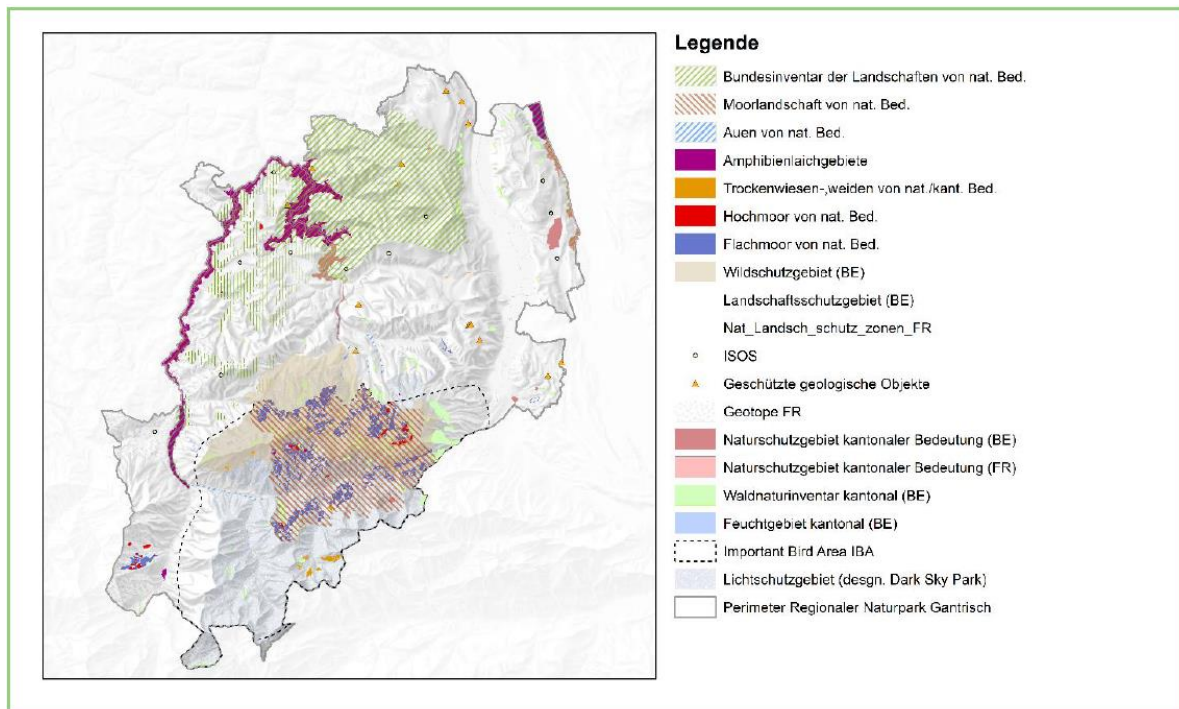 Legende
Bundesinventar der Landschaften von nat. Bed.
Moorlandschaft von nat. Bed.
Auen von nat. Bed.
Amphibienlaichgebiete
Trockenwiesen-,weiden von nat./kant. Bed.
Hochmoor von nat. Bed.
Flachmoor von nat. Bed.
Wildschutzgebiet (BE)
Landschaftsschutzgebiet (BE)
Nat_Landsch_schutz_zonen_FR
ISOS
Geschützte geologische Objekte
Geotope FR
Naturschutzgebiet kantonaler Bedeutung (BE)
Naturschutzgebiet kantonaler Bedeutung (FR)
Waldnaturinventar kantonal (BE)
Feuchtgebiet kantonal (BE)
Important Bird Area IBA
Lichtschutzgebiet (desgn. Dark Sky Park)
Perimeter Regionaler Naturpark Gantrisch